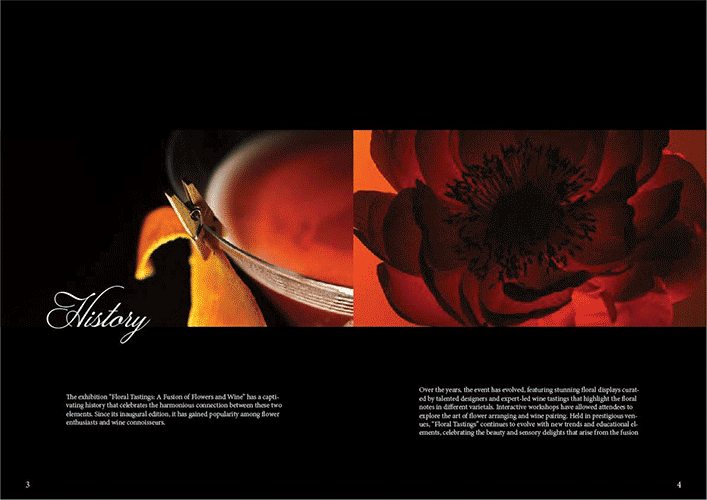 History
The exhibition "Floral Tastings: A Fusion of Flowers and Wine" has a capti-
vating history that celebrates the harmonious connection between these two
elements. Since its inaugural edition, it has gained popularity among flower
enthusiasts and wine connoisseurs.
Over the years, the event has evolved, featuring stunning floral displays curat-
ed by talented designers and expert-led wine tastings that highlight the floral
notes in different varietals. Interactive workshops have allowed attendees to
explore the art of flower arranging and wine pairing. Held in prestigious ven-
ues, "Floral Tastings" continues to evolve with new trends and educational el-
ements, celebrating the beauty and sensory delights that arise from the fusion
3
4